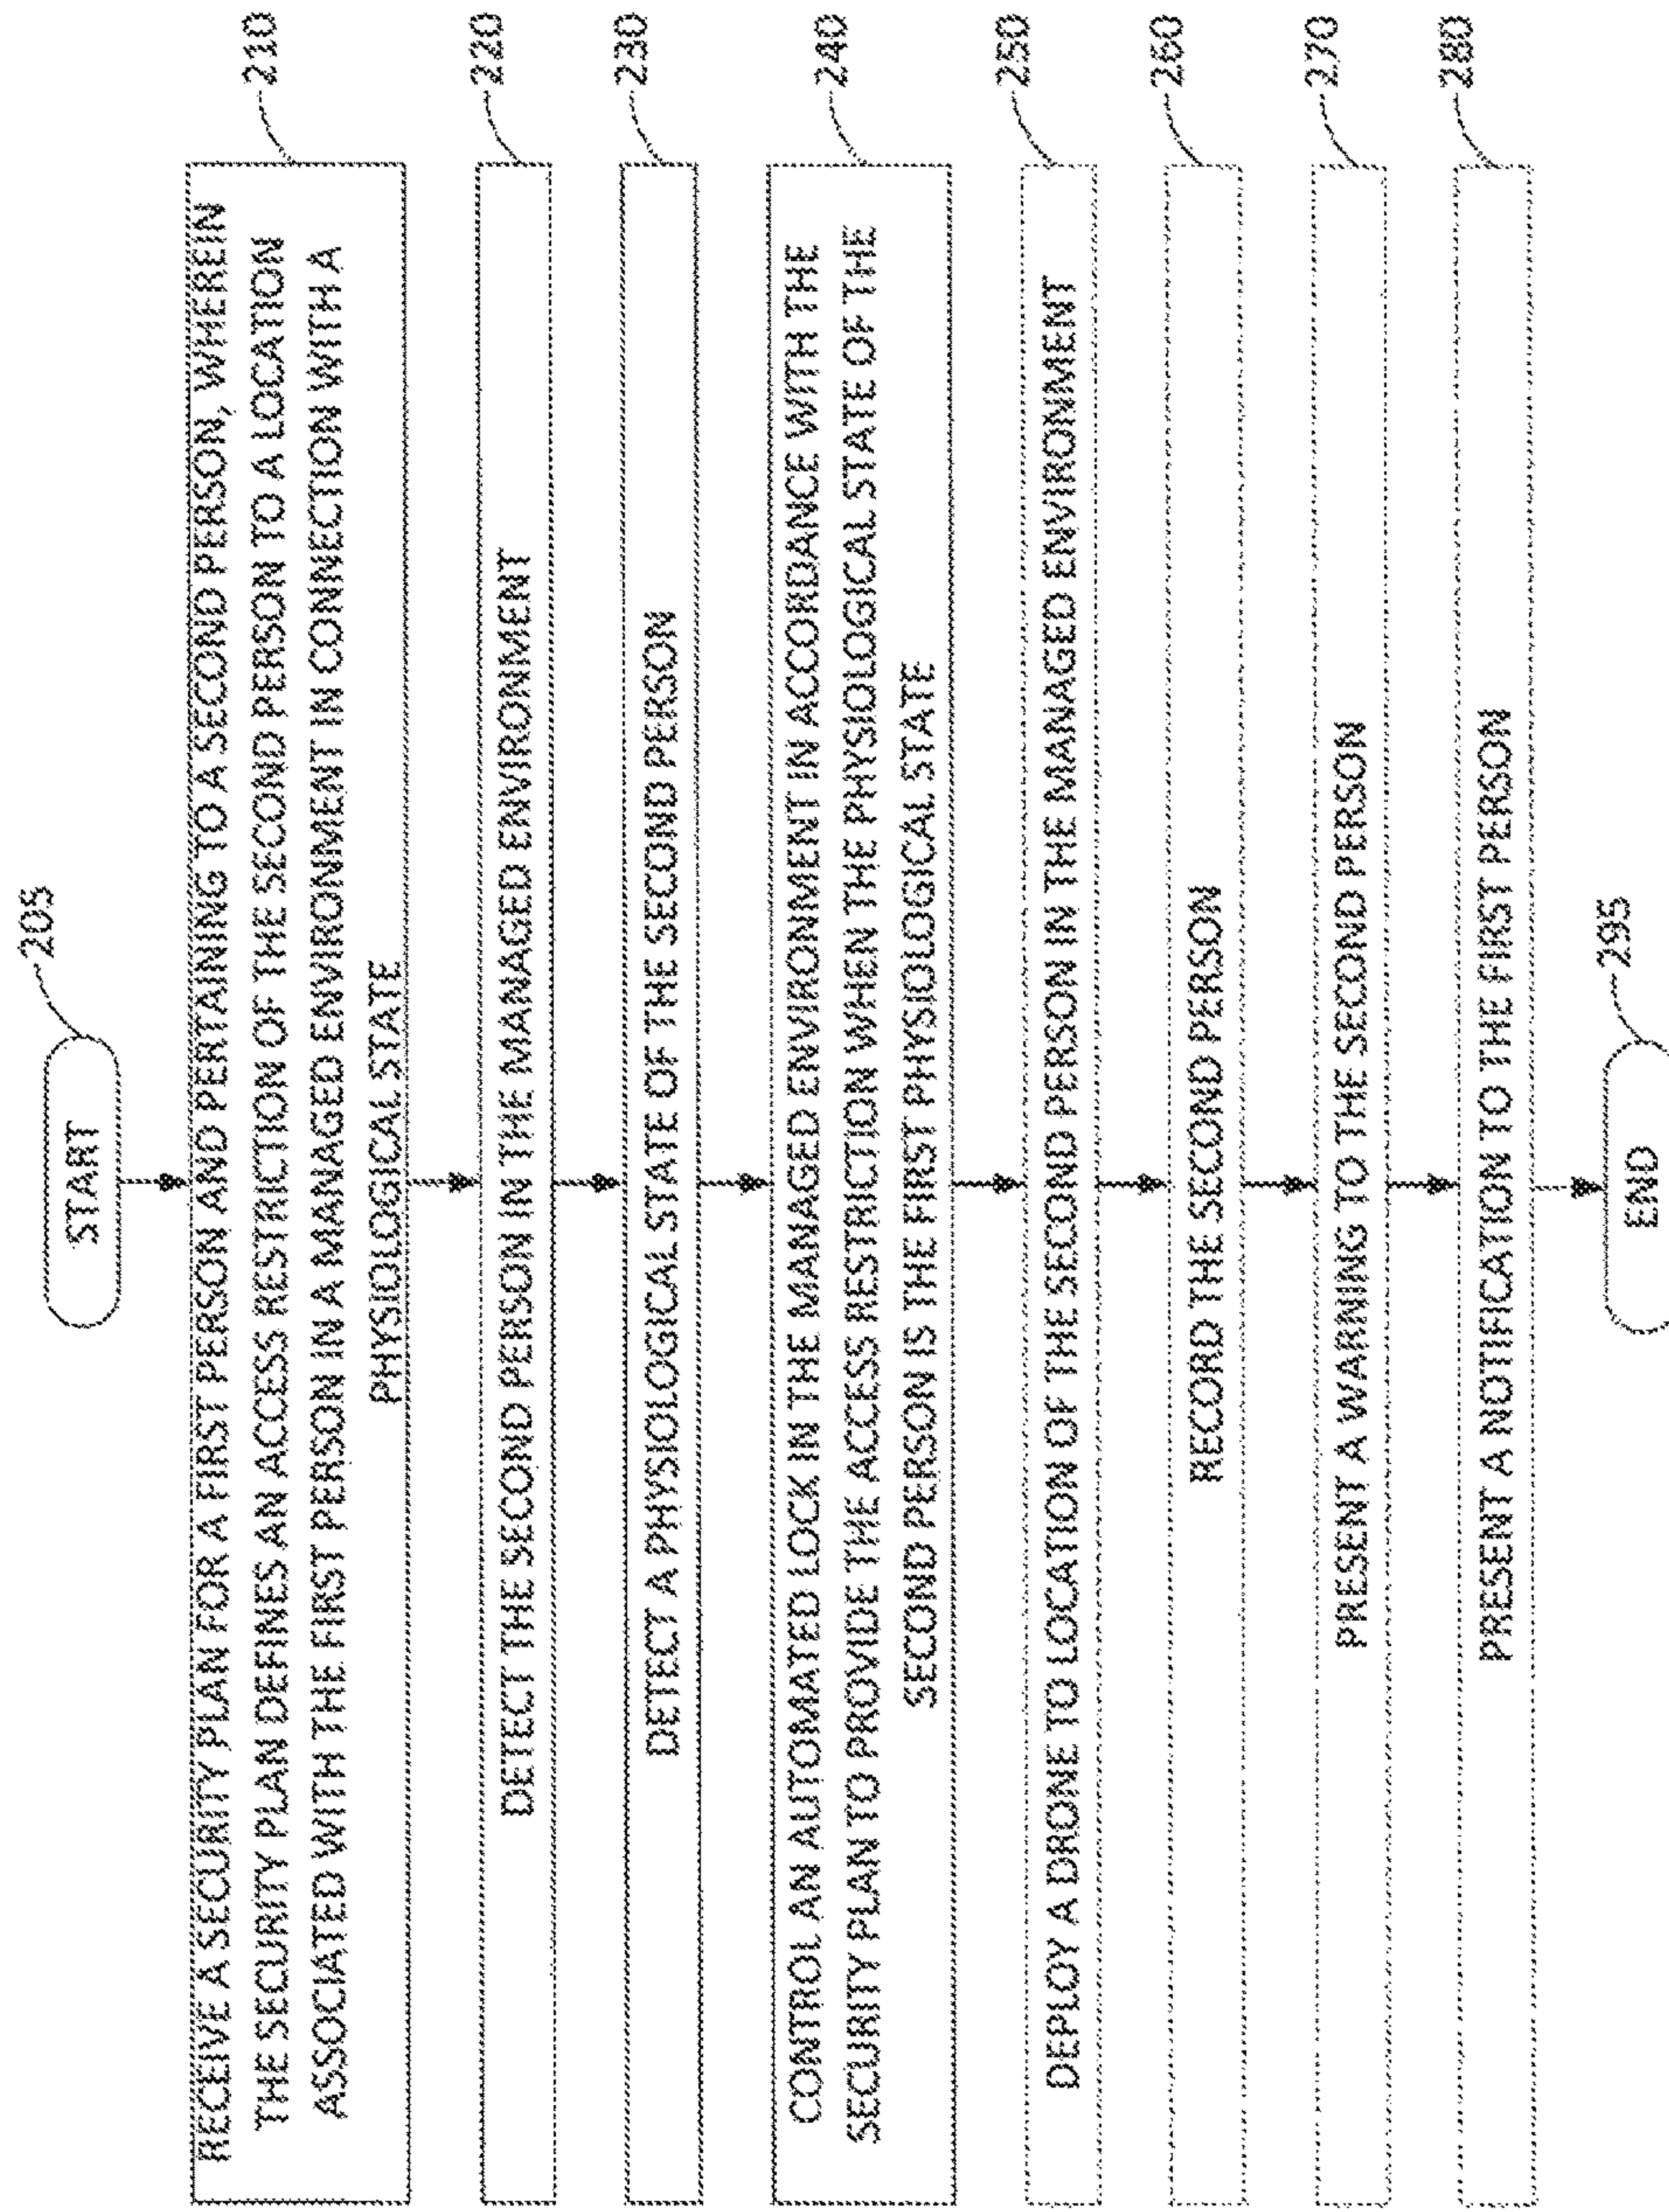 START
205
RECEIVE A SECURITY PLAN FOR A FIRST PERSON AND PERTAINING TO A SECOND PERSON, WHEREIN
THE SECURITY PLAN DEFINES AN ACCESS RESTRICTION OF THE SECOND PERSON TO A LOCATION
ASSOCIATED WITH THE FIRST PERSON IN A MANAGED ENVIRONMENT IN CONNECTION WITH A
PHYSIOLOGICAL STATE
210
DETECT THE SECOND PERSON IN THE MANAGED ENVIRONMENT
220
DETECT A PHYSIOLOGICAL STATE OF THE SECOND PERSON
230
CONTROL AN AUTOMATED LOCK IN THE MANAGED ENVIRONMENT IN ACCORDANCE WITH THE
SECURITY PLAN TO PROVIDE THE ACCESS RESTRICTION WHEN THE PHYSIOLOGICAL STATE OF THE
SECOND PERSON IS THE FIRST PHYSIOLOGICAL STATE
240
DEPLOY A DRONE TO LOCATION OF THE SECOND PERSON IN THE MANAGED ENVIRONMENT
250
RECORD THE SECOND PERSON
260
PRESENT A WARNING TO THE SECOND PERSON
270
PRESENT A NOTIFICATION TO THE FIRST PERSON
280
END
295